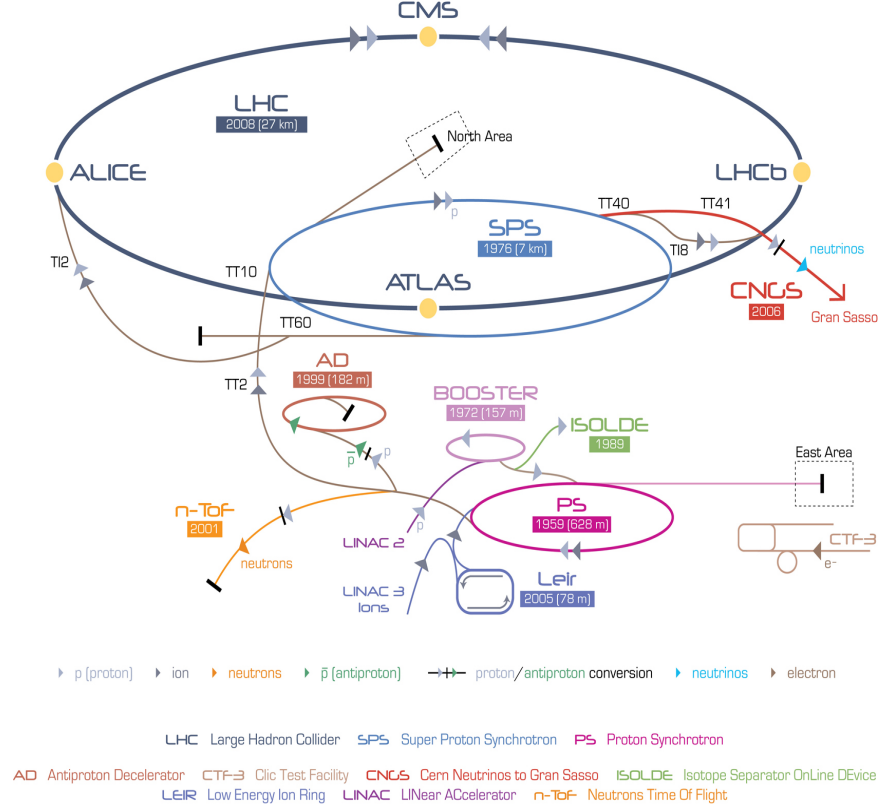 CMS
LHC
2008 (27 km)
North Area
ALICE
LHCb
TT40
TT41
p
SPS
1976 (7 km)
TI8
neutrinos
TI2
TT10
ATLAS
CNGS
2006
Gran Sasso
TT60
AD
1999 (182 m)
TT2
BOOSTER
1972 (157 m)
ISOLDE
1989
p̅
p
East Area
n-ToF
2001
PS
1959 (628 m)
p
LINAC 2
CTF-3
e-
neutrons
LINAC 3
Ions
Leir
2005 (78 m)
p (proton) ion neutrons p̅ (antiproton) proton/antiproton conversion neutrinos electron
LHC Large Hadron Collider SPS Super Proton Synchrotron PS Proton Synchrotron
AD Antiproton Decelerator CTF-3 Clic Test Facility CNGS Cern Neutrinos to Gran Sasso ISOLDE Isotope Separator OnLine DEvice
LEIR Low Energy Ion Ring LINAC LINear ACcelerator n-ToF Neutrons Time Of Flight